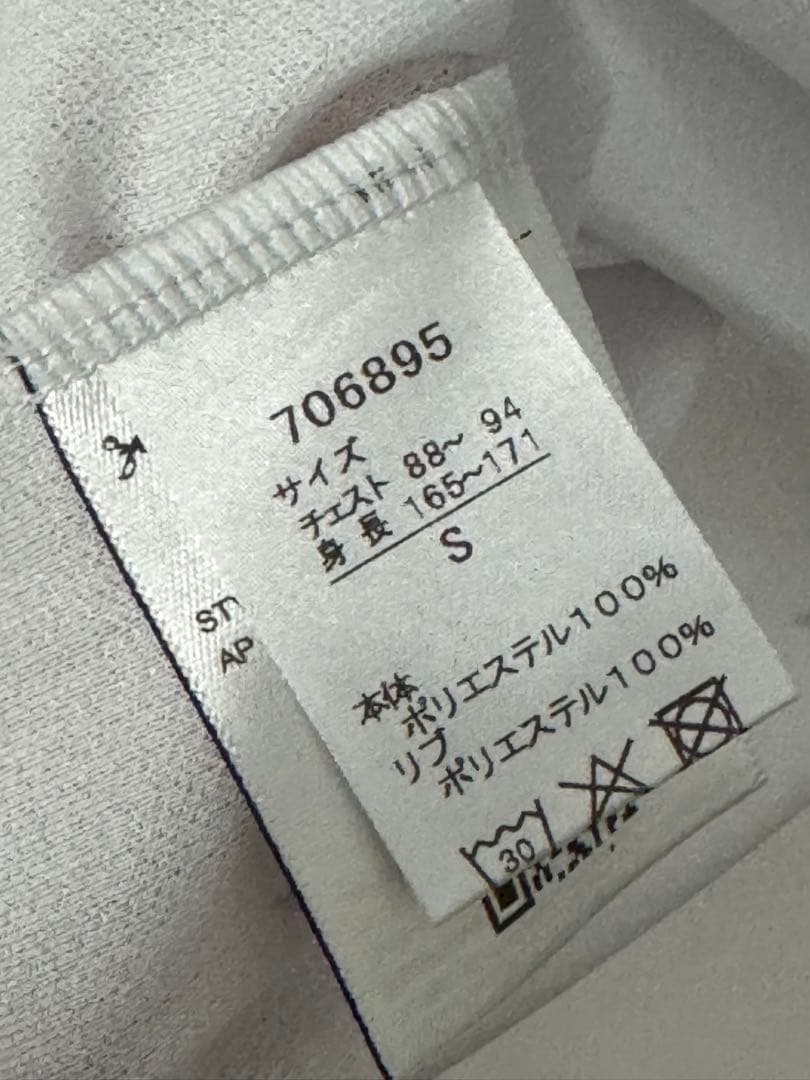 706895
サイズ
チェスト 88~ 94
身 長 165~171
S
ST
AP
本体
ポリエステル100%
リブ
ポリエステル100%
30